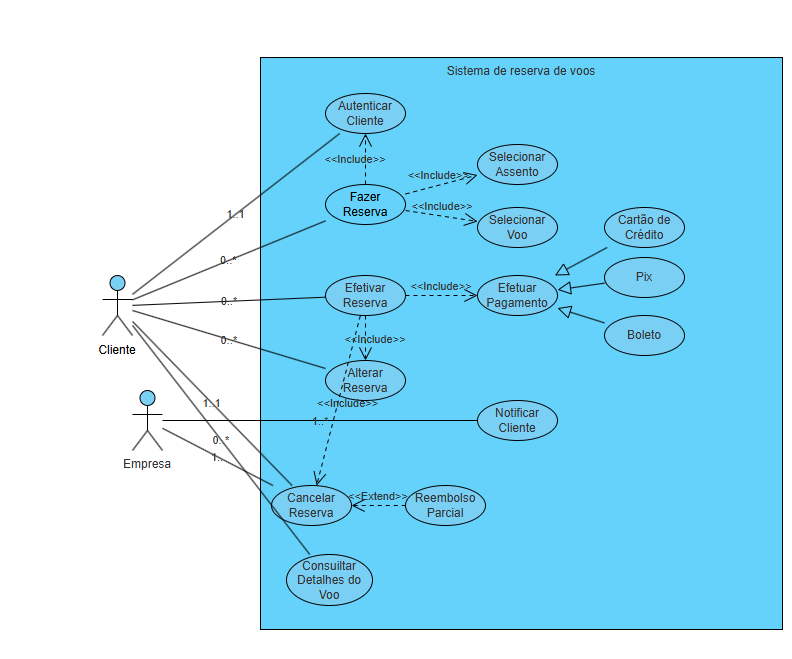 Sistema de reserva de voos
Autenticar
Cliente
<<Include>>
Selecionar
Assento
<<Include>>
Fazer
Reserva
<<Include>>
Selecionar
Voo
Cartão de
Crédito
1..1
0..*
Pix
Efetivar
Reserva
<<Include>>
Efetuar
Pagamento
0..*
Boleto
0..*
<<Include>>
Cliente
Alterar
Reserva
<<Include>>
1..1
1..*
Notificar
Cliente
0..*
1..
Empresa
Cancelar
Reserva
<<Extend>>
Reembolso
Parcial
Consuiltar
Detalhes do
Voo